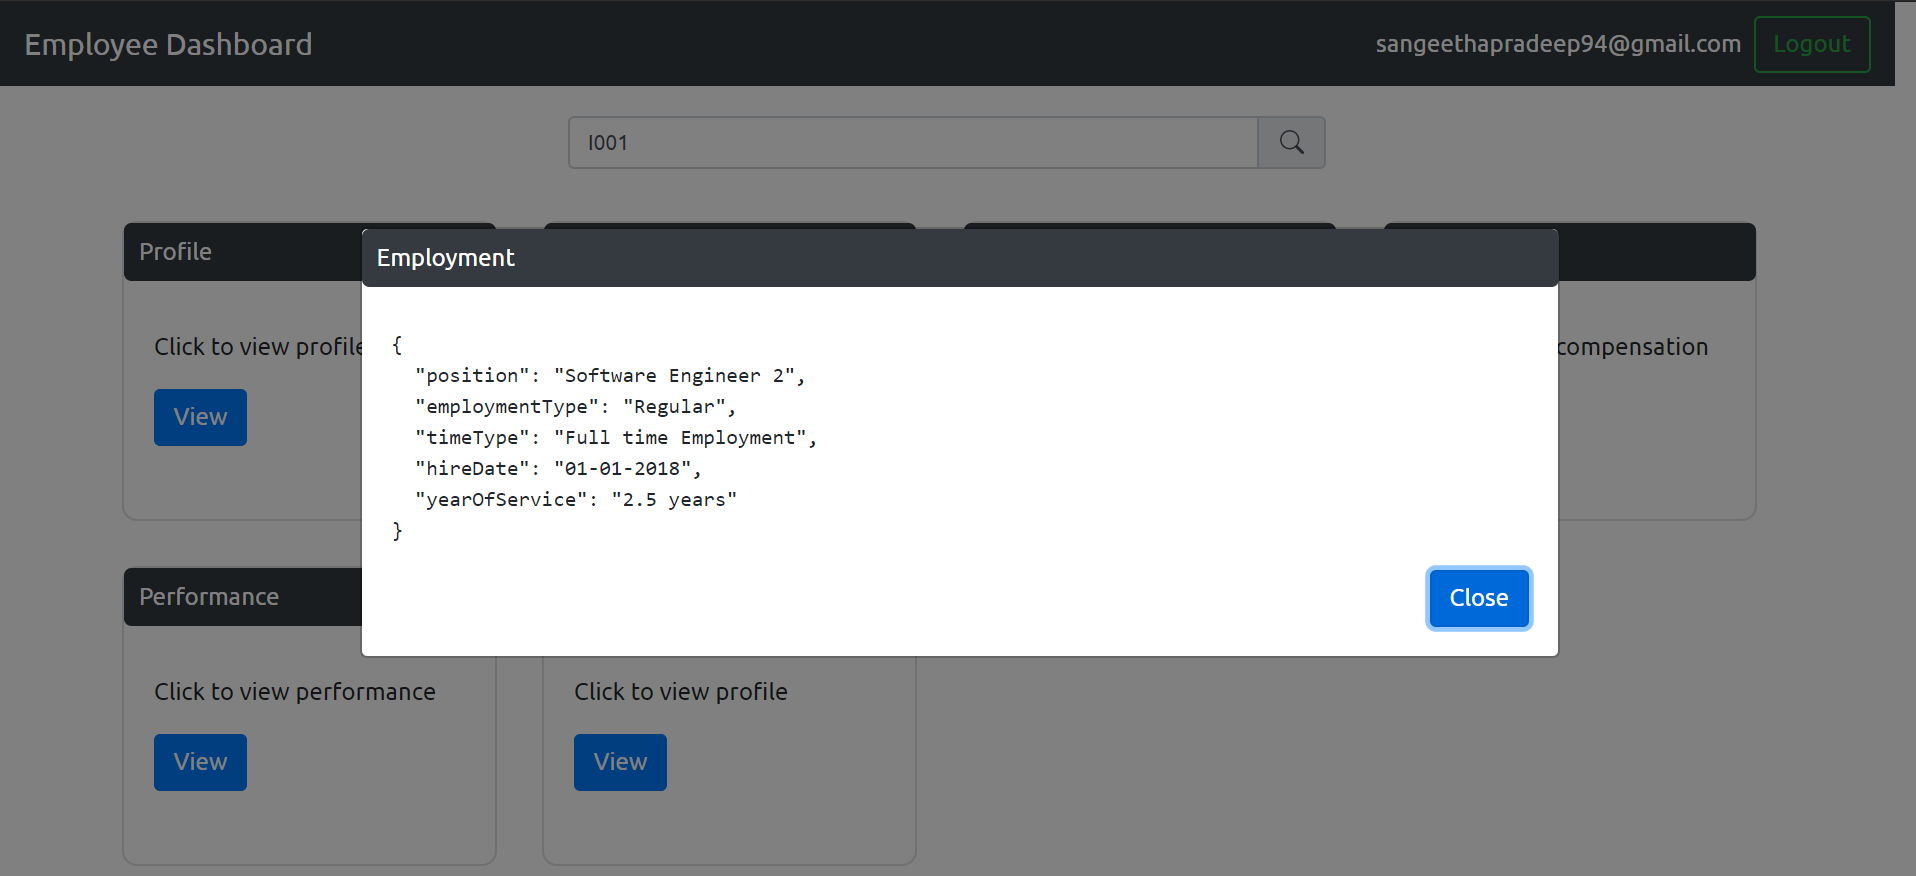 Employee Dashboard
sangeethapradeep94@gmail.com
Logout
I001
Profile
Click to view profile
View
compensation
Employment
{
  "position": "Software Engineer 2",
  "employmentType": "Regular",
  "timeType": "Full time Employment",
  "hireDate": "01-01-2018",
  "yearOfService": "2.5 years"
}
Close
Performance
Click to view performance
View
Click to view profile
View